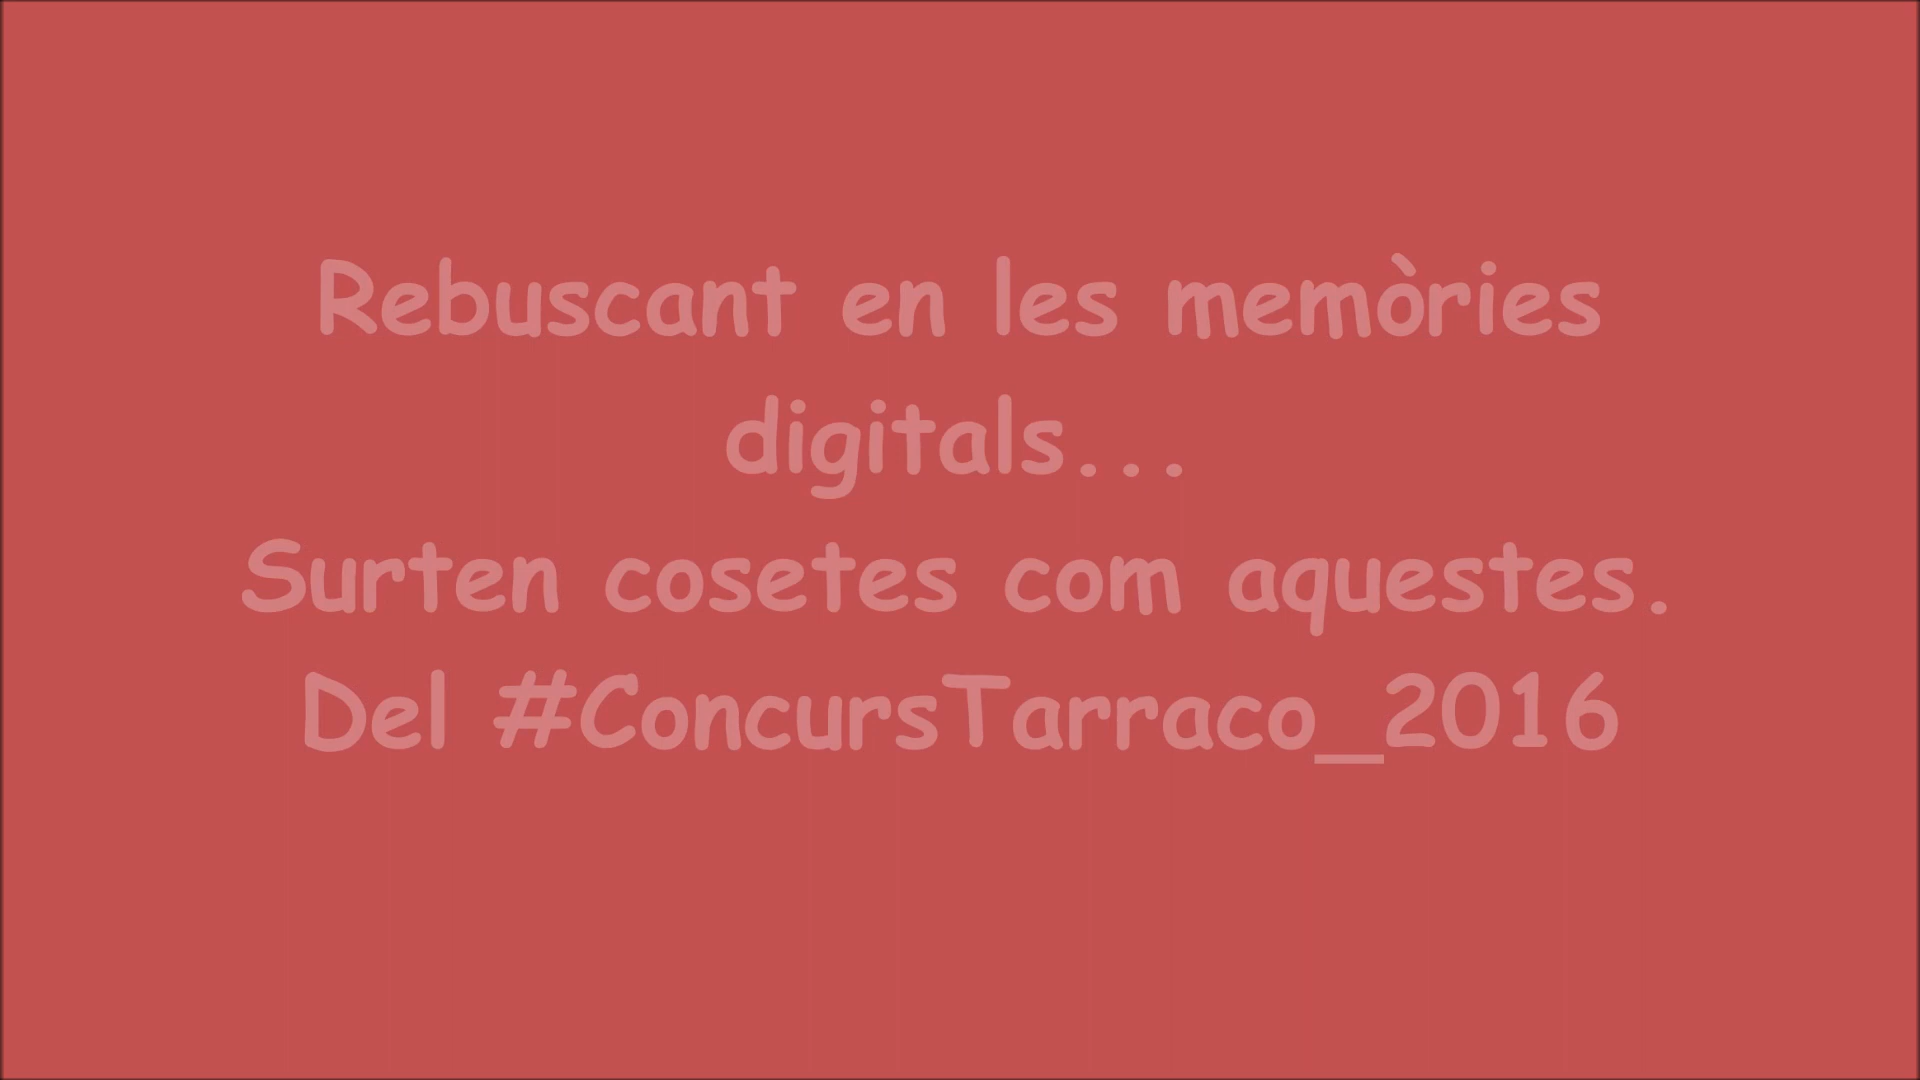 Rebuscant en les memòries
digitals...
Surten cosetes com aquestes.
Del #ConcursTarraco_2016